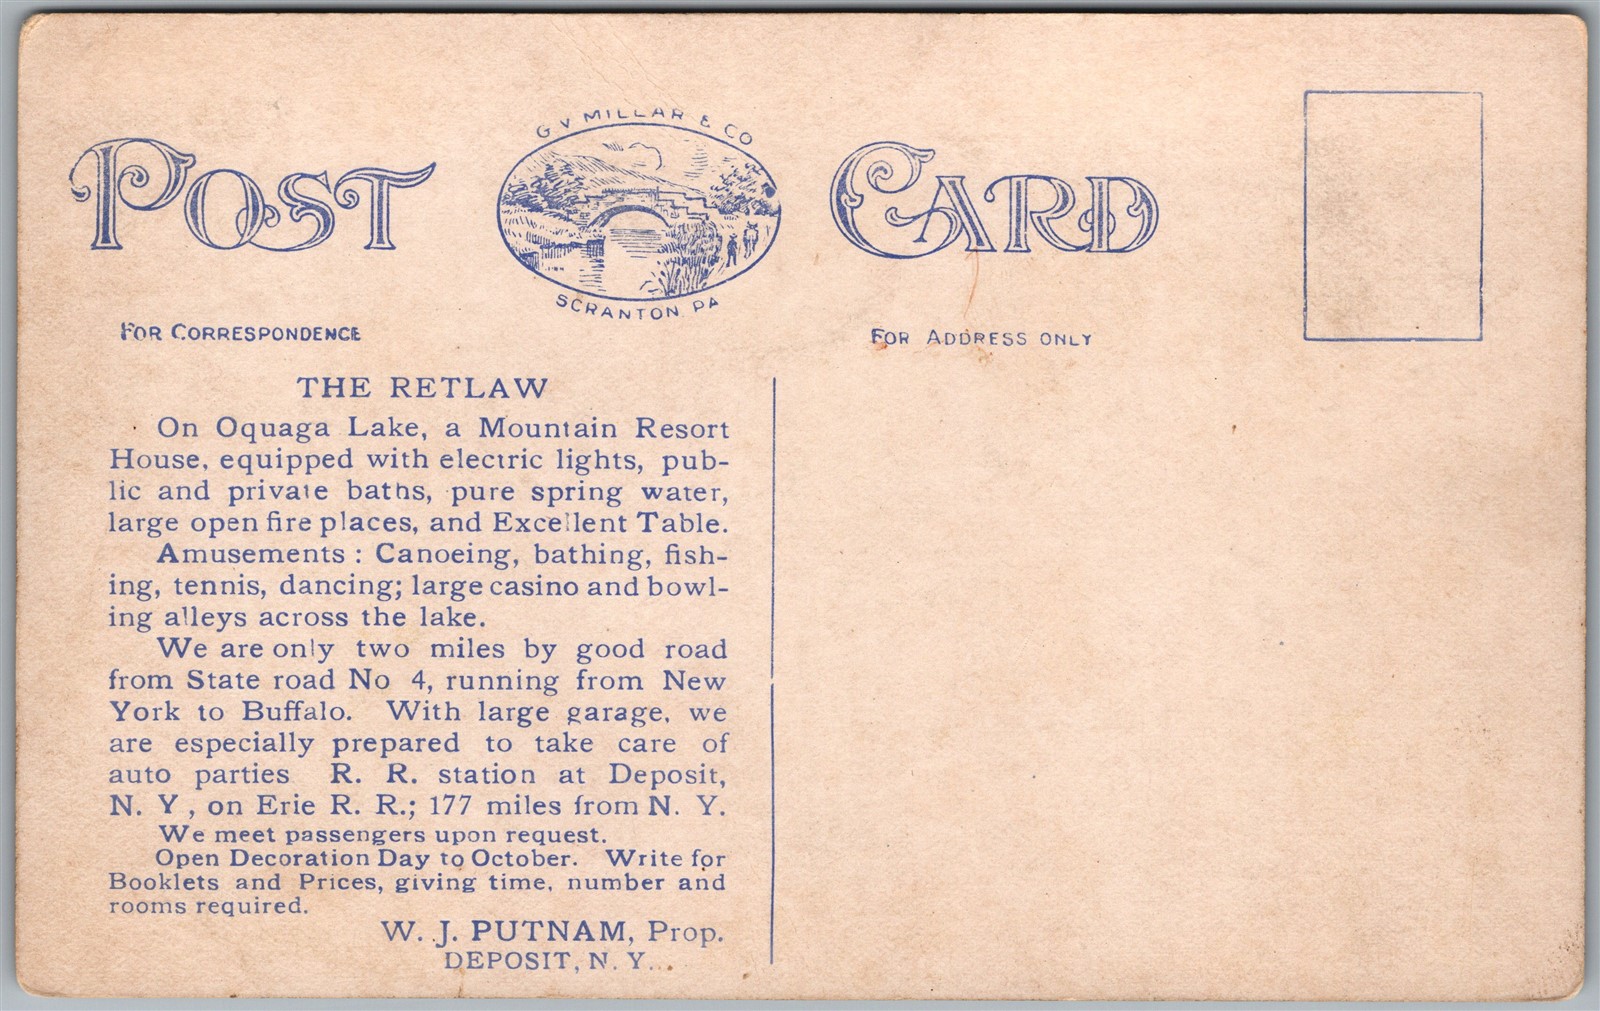 POST CARD
G V MILLAR & CO
SCRANTON, PA
FOR CORRESPONDENCE
FOR ADDRESS ONLY
THE RETLAW
On Oquaga Lake, a Mountain Resort
House, equipped with electric lights, pub-
lic and private baths, pure spring water,
large open fire places, and Excellent Table.
Amusements : Canoeing, bathing, fish-
ing, tennis, dancing; large casino and bowl-
ing alleys across the lake.
We are only two miles by good road
from State road No 4, running from New
York to Buffalo. With large garage, we
are especially prepared to take care of
auto parties R. R. station at Deposit,
N. Y , on Erie R. R.; 177 miles from N. Y.
We meet passengers upon request.
Open Decoration Day to October. Write for
Booklets and Prices, giving time, number and
rooms required.
W. J. PUTNAM, Prop.
DEPOSIT, N. Y.